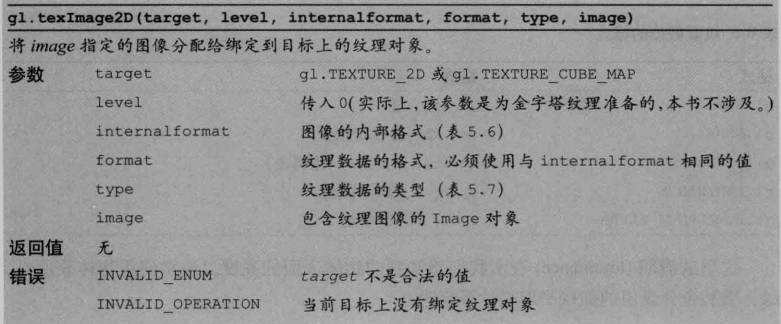 gl.texImage2D(target, level, internalformat, format, type, image)
将 image 指定的图像分配给绑定到目标上的纹理对象。
参数 target gl.TEXTURE_2D 或 gl.TEXTURE_CUBE_MAP
level 传入 0(实际上,该参数是为金字塔纹理准备的,本书不涉及。)
internalformat 图像的内部格式 (表 5.6)
format 纹理数据的格式, 必须使用与 internalformat 相同的值
type 纹理数据的类型 (表 5.7)
image 包含纹理图像的 Image 对象
返回值 无
错误 INVALID_ENUM target 不是合法的值
INVALID_OPERATION 当前目标上没有绑定纹理对象